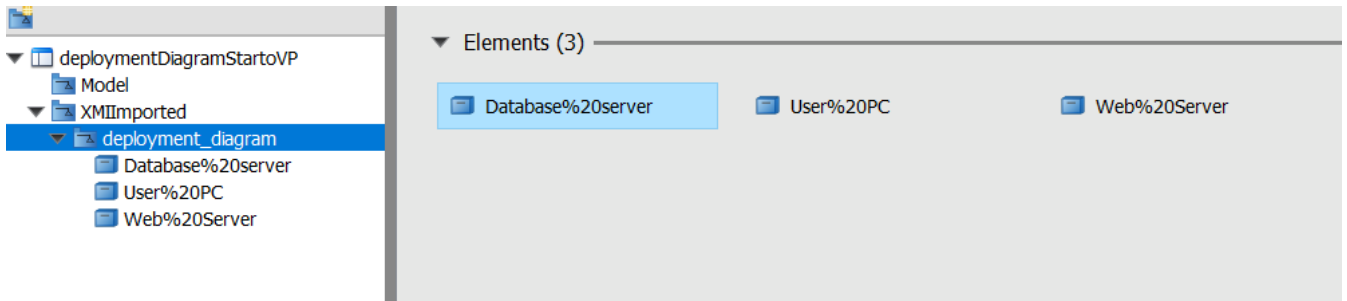 deploymentDiagramStartoVP
Model
XMIImported
deployment_diagram
Database%20server
User%20PC
Web%20Server
Elements (3)
Database%20server User%20PC Web%20Server